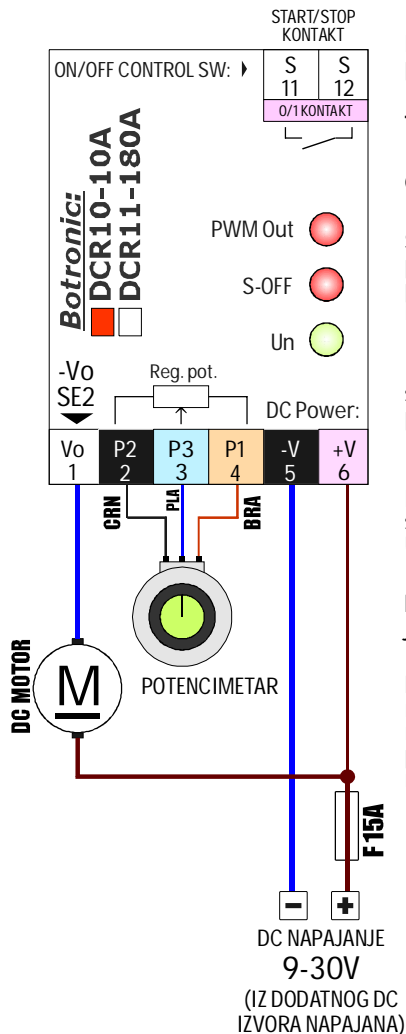 START/STOP
KONTAKT
ON/OFF CONTROL SW:
S S
11 12
0/1 KONTAKT
Botronic:
DCR10-10A
DCR11-180A
PWM Out
S-OFF
Un
-Vo
SE2
Reg. pot.
DC Power:
Vo P2 P3 P1 -V +V
1 2 3 4 5 6
CRN
PLA
BRA
DC MOTOR
M
POTENCIMETAR
F 15A
- +
DC NAPAJANJE
9-30V
(IZ DODATNOG DC
IZVORA NAPAJANA)